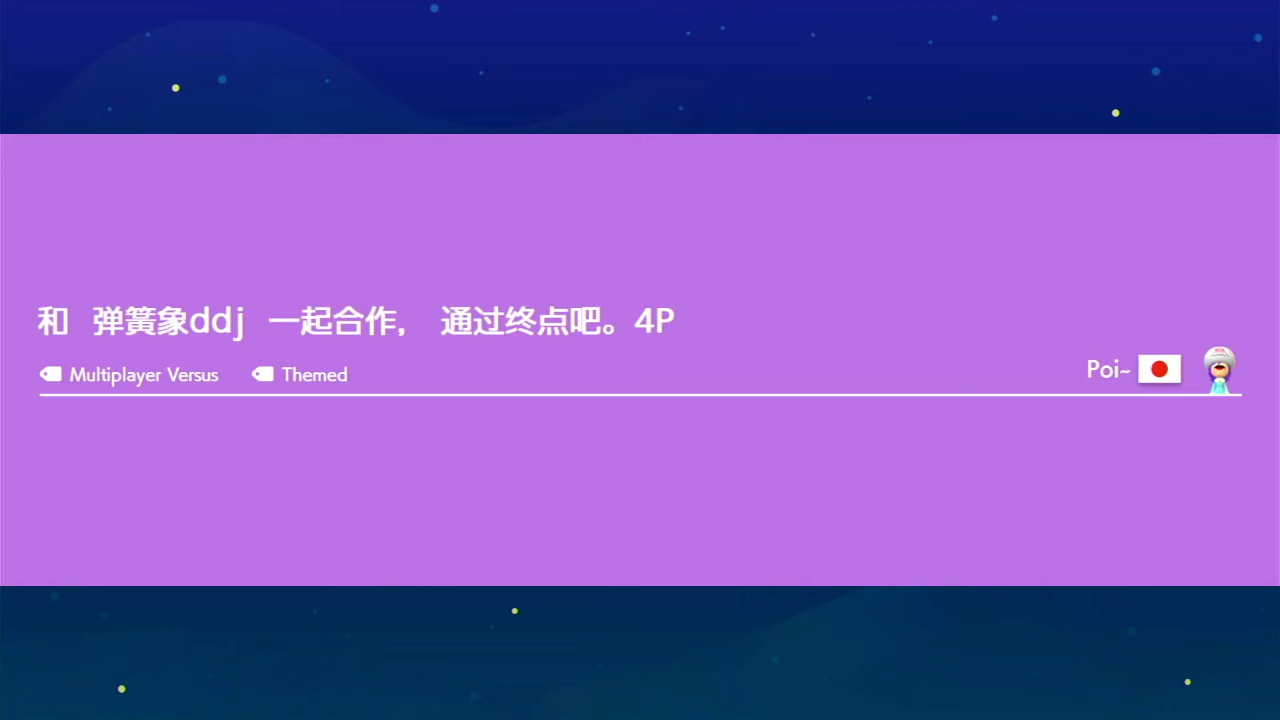 和 弹簧象ddj 一起合作, 通过终点吧。4P
Multiplayer Versus Themed
Poi~